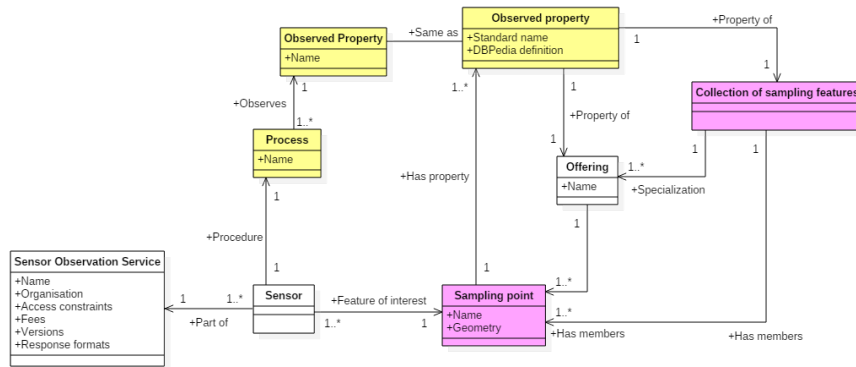 Observed property
+Standard name
+DBPedia definition
+Property of
1
1
Observed Property
+Name
+Same as
1
1..*
1
+Observes
1..*
+Property of
1
Collection of sampling features
Process
+Name
1
1
1
Offering
+Name
1..*
+Specialization
+Has property
1
+Procedure
1
1
1
Sensor Observation Service
+Name
+Organisation
+Access constraints
+Fees
+Versions
+Response formats
1
1..*
+Part of
Sensor
+Feature of interest
1..*
1
Sampling point
+Name
+Geometry
1..*
1..*
+Has members
+Has members